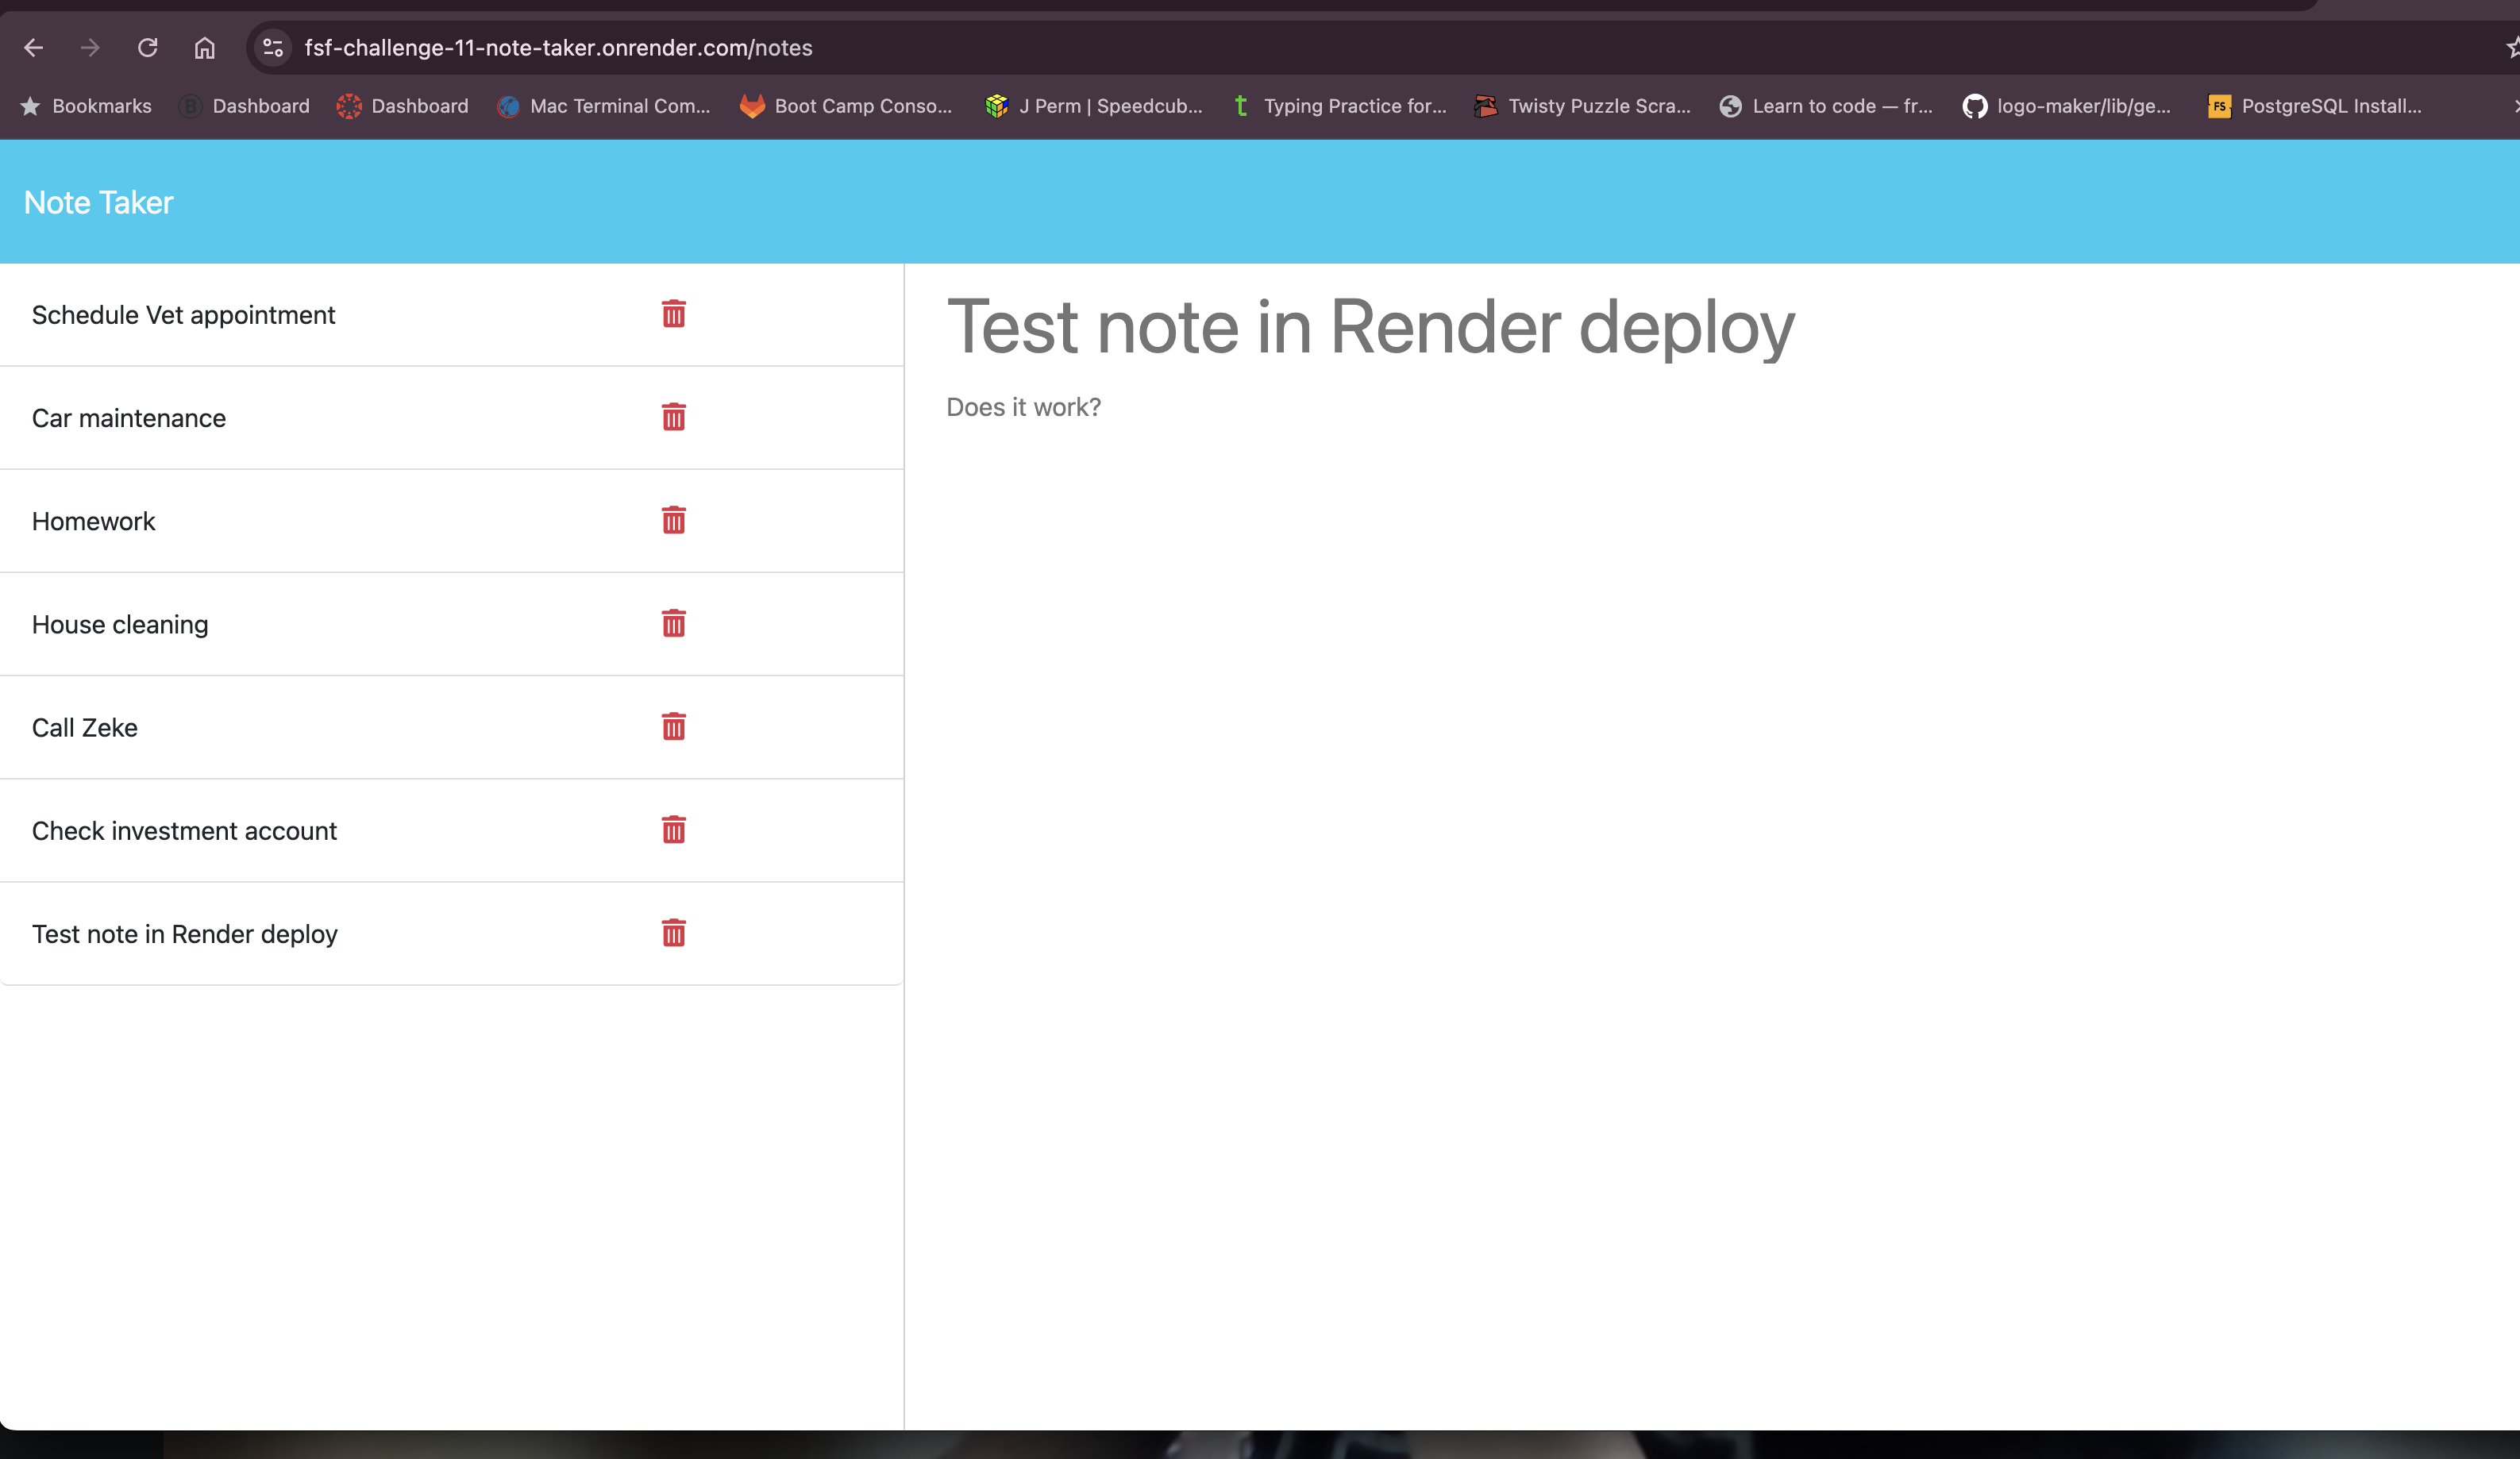 fsf-challenge-11-note-taker.onrender.com/notes
Bookmarks B Dashboard Dashboard Mac Terminal Com... Boot Camp Conso... J Perm | Speedcub... t Typing Practice for... Twisty Puzzle Scra... Learn to code — fr... logo-maker/lib/ge... FS PostgreSQL Install...
Note Taker
Schedule Vet appointment
Car maintenance
Homework
House cleaning
Call Zeke
Check investment account
Test note in Render deploy
Test note in Render deploy
Does it work?